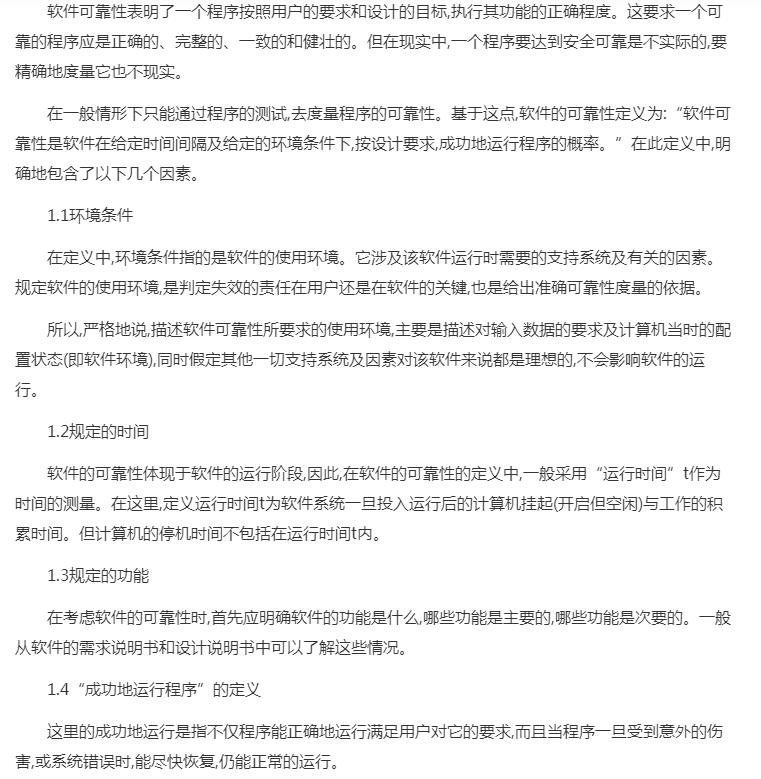 软件可靠性表明了一个程序按照用户的要求和设计的目标,执行其功能的正确程度。这要求一个可
靠的程序应是正确的、完整的、一致的和健壮的。但在现实中,一个程序要达到安全可靠是不实际的,要
精确地度量它也不现实。
在一般情形下只能通过程序的测试,去度量程序的可靠性。基于这点,软件的可靠性定义为:“软件可
靠性是软件在给定时间间隔及给定的环境条件下,按设计要求,成功地运行程序的概率。”在此定义中,明
确地包含了以下几个因素。
1.1环境条件
在定义中,环境条件指的是软件的使用环境。它涉及该软件运行时需要的支持系统及有关的因素。
规定软件的使用环境,是判定失效的责任在用户还是在软件的关键,也是给出准确可靠性度量的依据。
所以,严格地说,描述软件可靠性所要求的使用环境,主要是描述对输入数据的要求及计算机当时的配
置状态(即软件环境),同时假定其他一切支持系统及因素对该软件来说都是理想的,不会影响软件的运
行。
1.2规定的时间
软件的可靠性体现于软件的运行阶段,因此,在软件的可靠性的定义中,一般采用“运行时间”t作为
时间的测量。在这里,定义运行时间t为软件系统一旦投入运行后的计算机挂起(开启但空闲)与工作的积
累时间。但计算机的停机时间不包括在运行时间t内。
1.3规定的功能
在考虑软件的可靠性时,首先应明确软件的功能是什么,哪些功能是主要的,哪些功能是次要的。一般
从软件的需求说明书和设计说明书中可以了解这些情况。
1.4“成功地运行程序”的定义
这里的成功地运行是指不仅程序能正确地运行满足用户对它的要求,而且当程序一旦受到意外的伤
害,或系统错误时,能尽快恢复,仍能正常的运行。